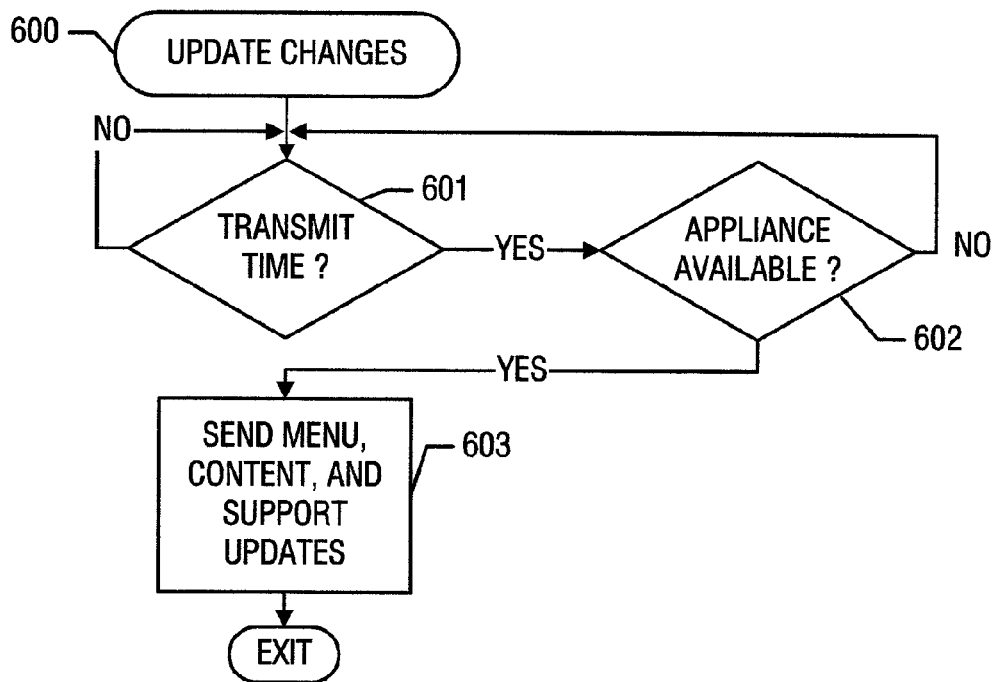 600
UPDATE CHANGES
NO
601
TRANSMIT
TIME ?
YES
APPLIANCE
AVAILABLE ?
NO
602
YES
SEND MENU,
CONTENT, AND
SUPPORT
UPDATES
603
EXIT